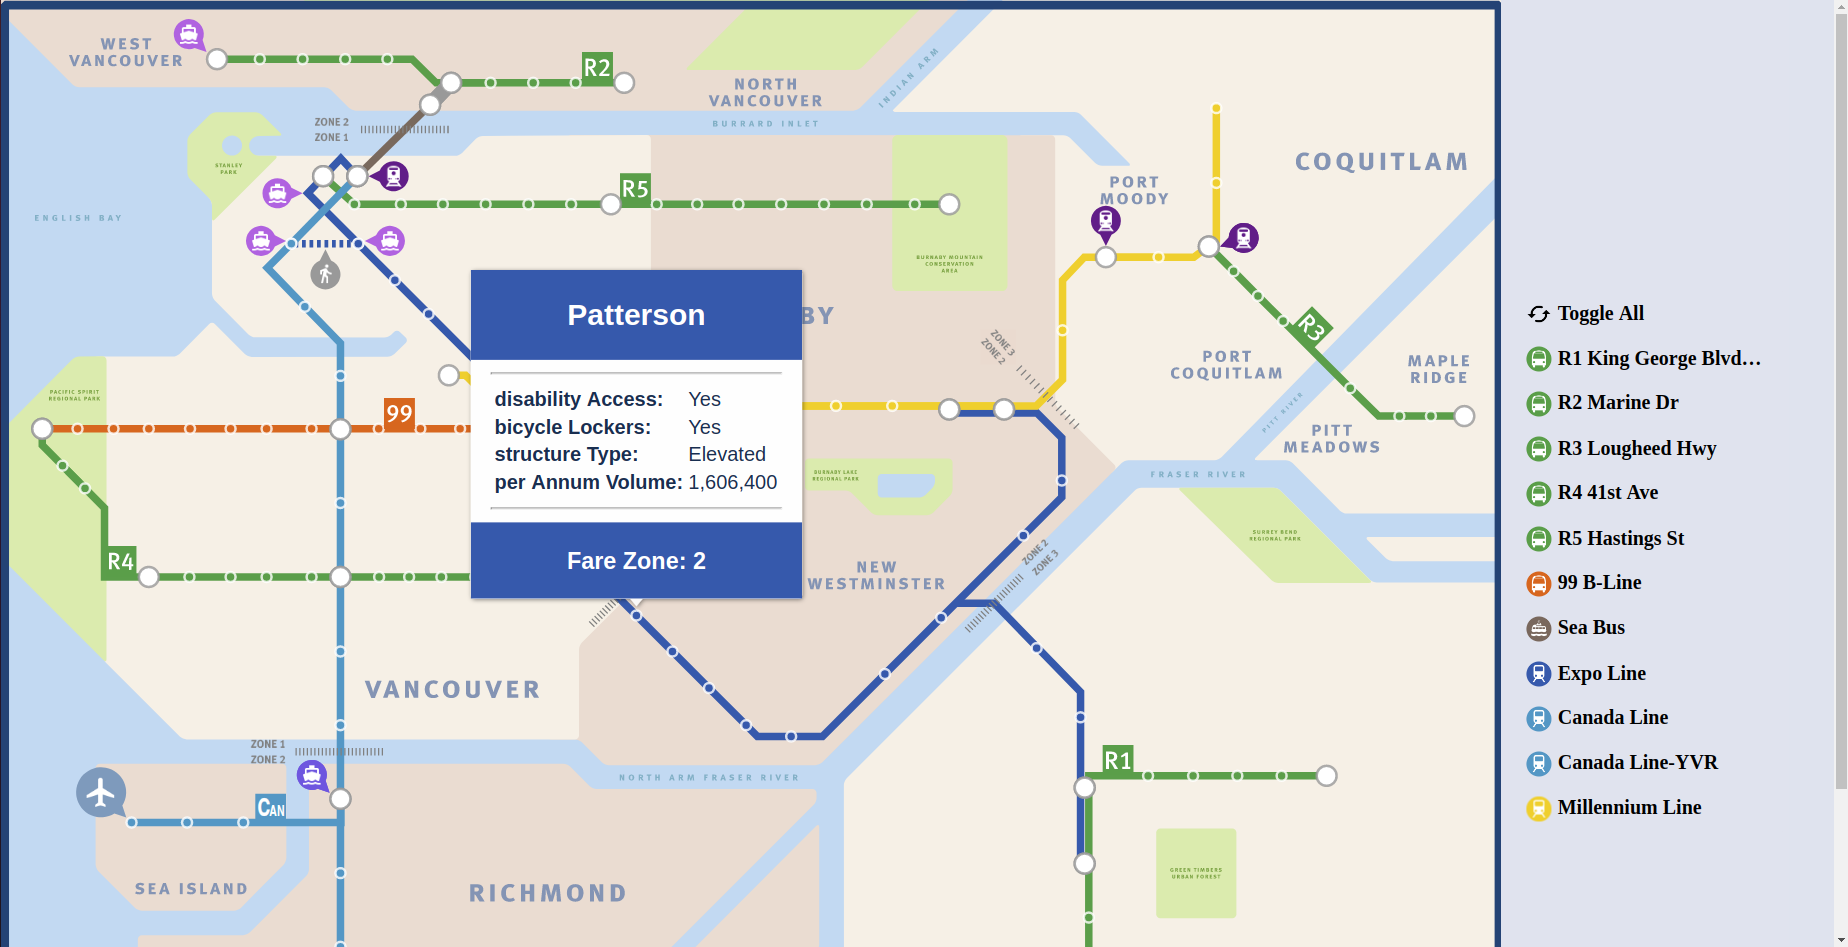 WEST
VANCOUVER
R2
NORTH
VANCOUVER
INDIAN ARM
BURRARD INLET
ZONE 2
ZONE 1
STANLEY
PARK
ENGLISH BAY
R5
BURNABY MOUNTAIN
CONSERVATION
AREA
PORT
MOODY
COQUITLAM
R3
PORT
COQUITLAM
MAPLE
RIDGE
PITT RIVER
PITT
MEADOWS
ZONE 3
ZONE 2
BY
Patterson
disability Access: Yes
bicycle Lockers: Yes
structure Type: Elevated
per Annum Volume: 1,606,400
Fare Zone: 2
PACIFIC SPIRIT
REGIONAL PARK
99
R4
BURNABY LAKE
REGIONAL PARK
FRASER RIVER
SURREY BEND
REGIONAL PARK
NEW
WESTMINSTER
ZONE 2
ZONE 3
VANCOUVER
ZONE 1
ZONE 2
NORTH ARM FRASER RIVER
CAN
R1
SEA ISLAND
RICHMOND
GREEN TIMBERS
URBAN FOREST
Toggle All
R1 King George Blvd…
R2 Marine Dr
R3 Lougheed Hwy
R4 41st Ave
R5 Hastings St
99 B-Line
Sea Bus
Expo Line
Canada Line
Canada Line-YVR
Millennium Line